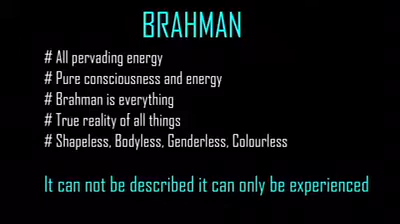 BRAHMAN
# All pervading energy
# Pure consciousness and energy
# Brahman is everything
# True reality of all things
# Shapeless, Bodyless, Genderless, Colourless
It can not be described it can only be experienced